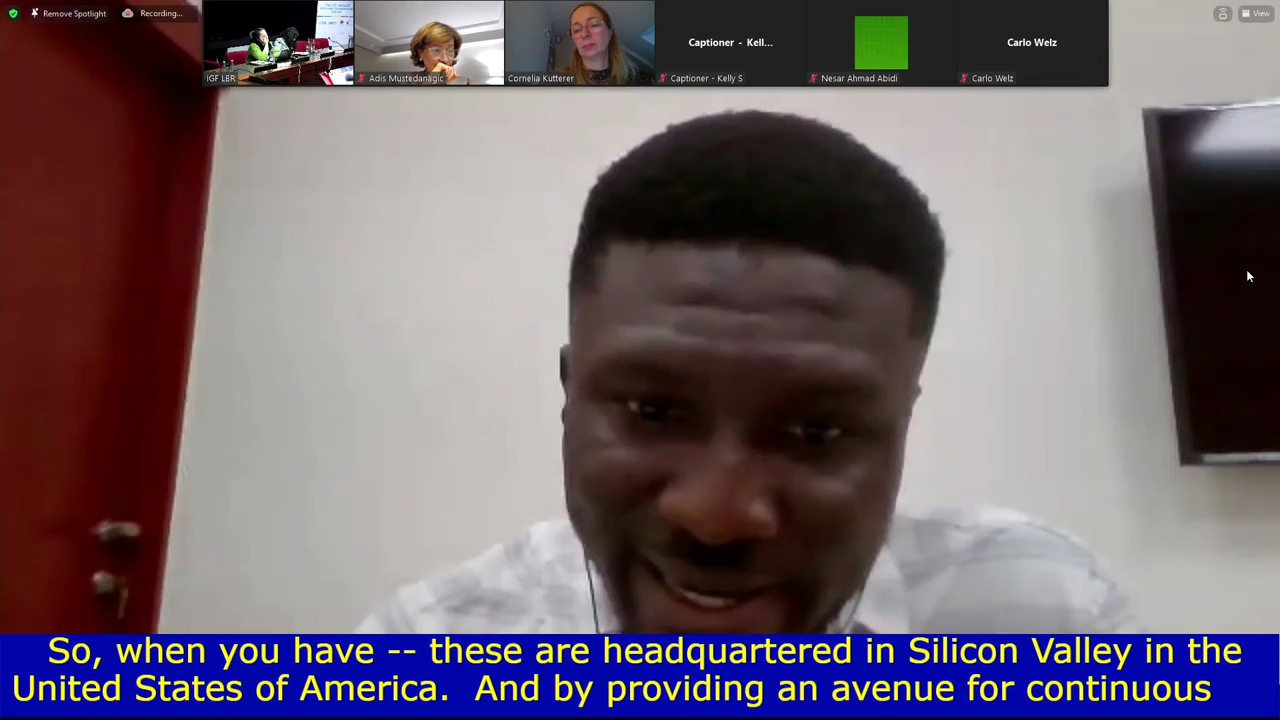 Remove Spotlight
Recording...
View
Captioner - Kell...
Carlo Welz
IGF LBR
Adis Mustedanagic
Cornelia Kutterer
Captioner - Kelly S
Nesar Ahmad Abidi
Carlo Welz
So, when you have -- these are headquartered in Silicon Valley in the
United States of America. And by providing an avenue for continuous